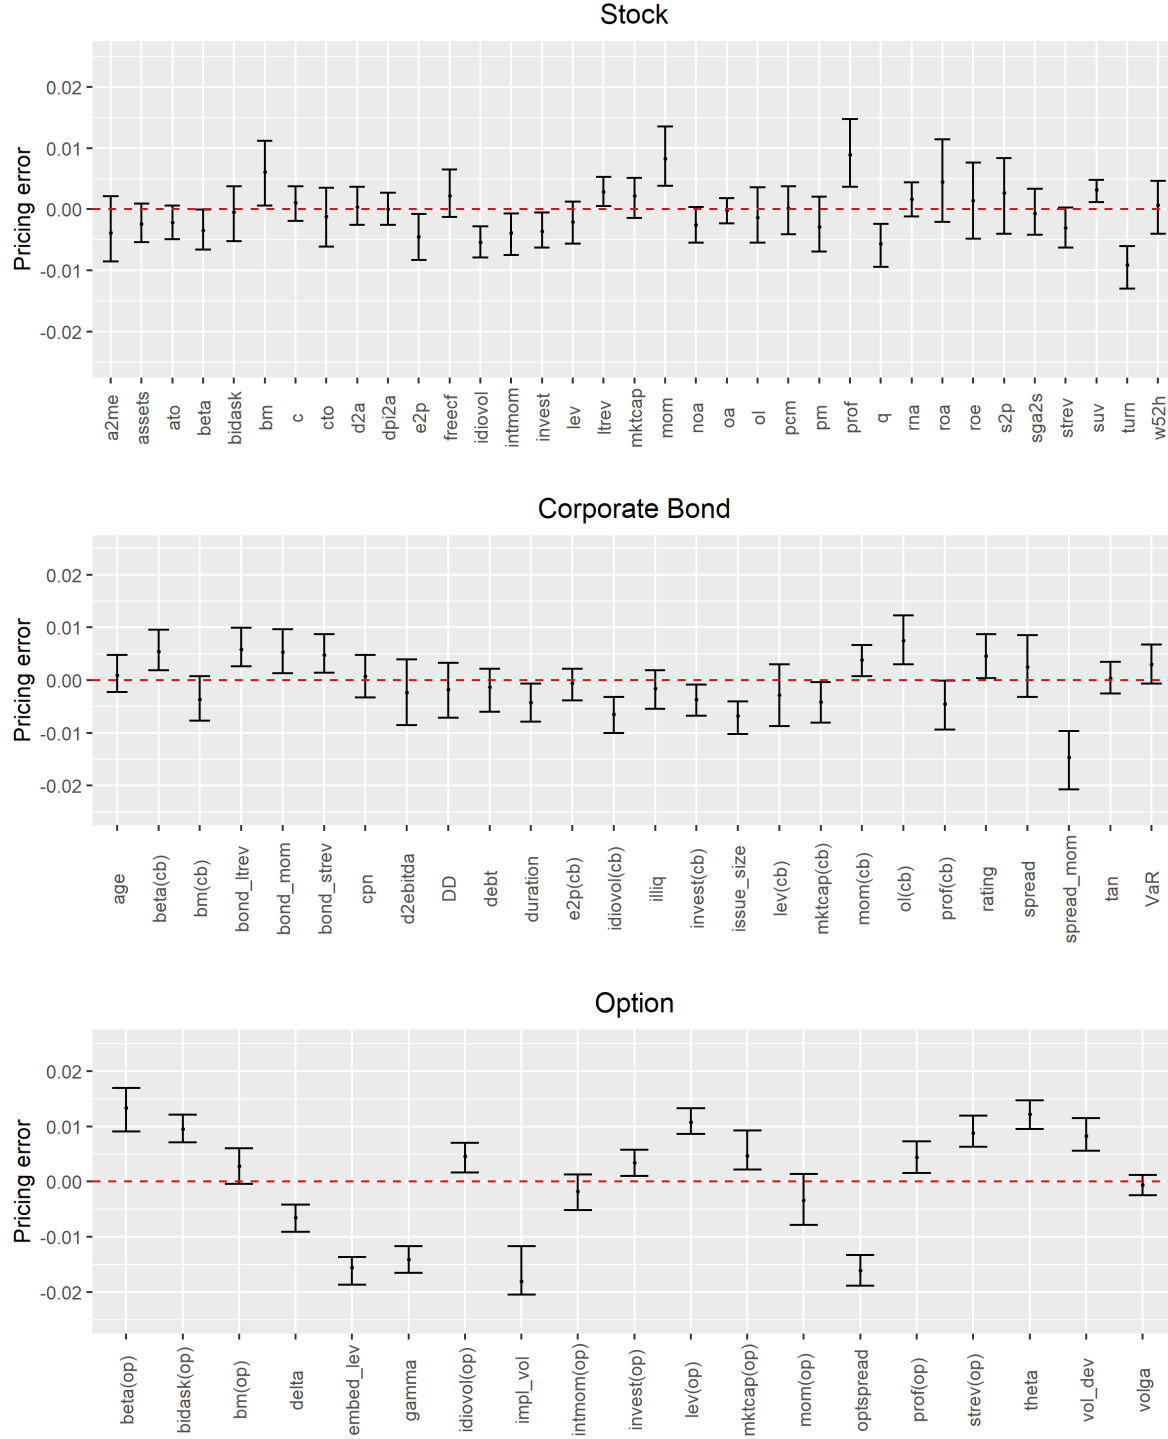 Stock
Pricing error
0.02
0.01
0.00
-0.01
-0.02
a2me
assets
ato
beta
bidask
bm
c
cto
d2a
dpi2a
e2p
freecf
idiovol
intmom
invest
lev
ltrev
mktcap
mom
noa
oa
ol
pcm
pm
prof
q
rna
roa
roe
s2p
sga2s
strev
suv
turn
w52h
Corporate Bond
Pricing error
0.02
0.01
0.00
-0.01
-0.02
age
beta(cb)
bm(cb)
bond_ltrev
bond_mom
bond_strev
cpn
d2ebitda
DD
debt
duration
e2p(cb)
idiovol(cb)
illiq
invest(cb)
issue_size
lev(cb)
mktcap(cb)
mom(cb)
ol(cb)
prof(cb)
rating
spread
spread_mom
tan
VaR
Option
Pricing error
0.02
0.01
0.00
-0.01
-0.02
beta(op)
bidask(op)
bm(op)
delta
embed_lev
gamma
idiovol(op)
impl_vol
intmom(op)
invest(op)
lev(op)
mktcap(op)
mom(op)
optspread
prof(op)
strev(op)
theta
vol_dev
volga